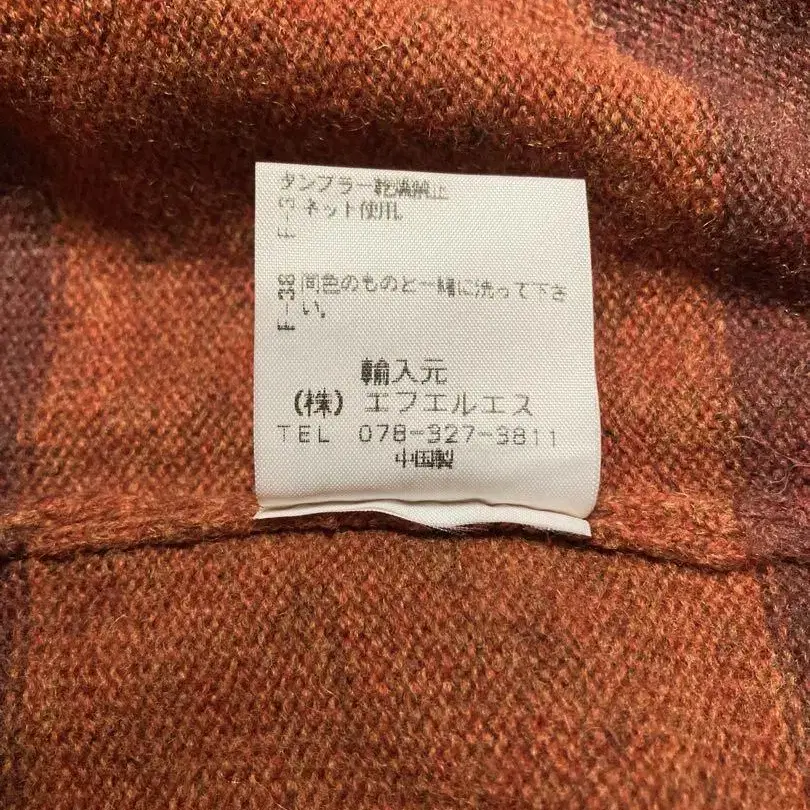 タンブラー乾燥禁止
ネット使用。
F-3
F-36 同色のものと一緒に洗って下さ
い。
輸入元
(株) エフエルエス
TEL 078-327-3811
中国製